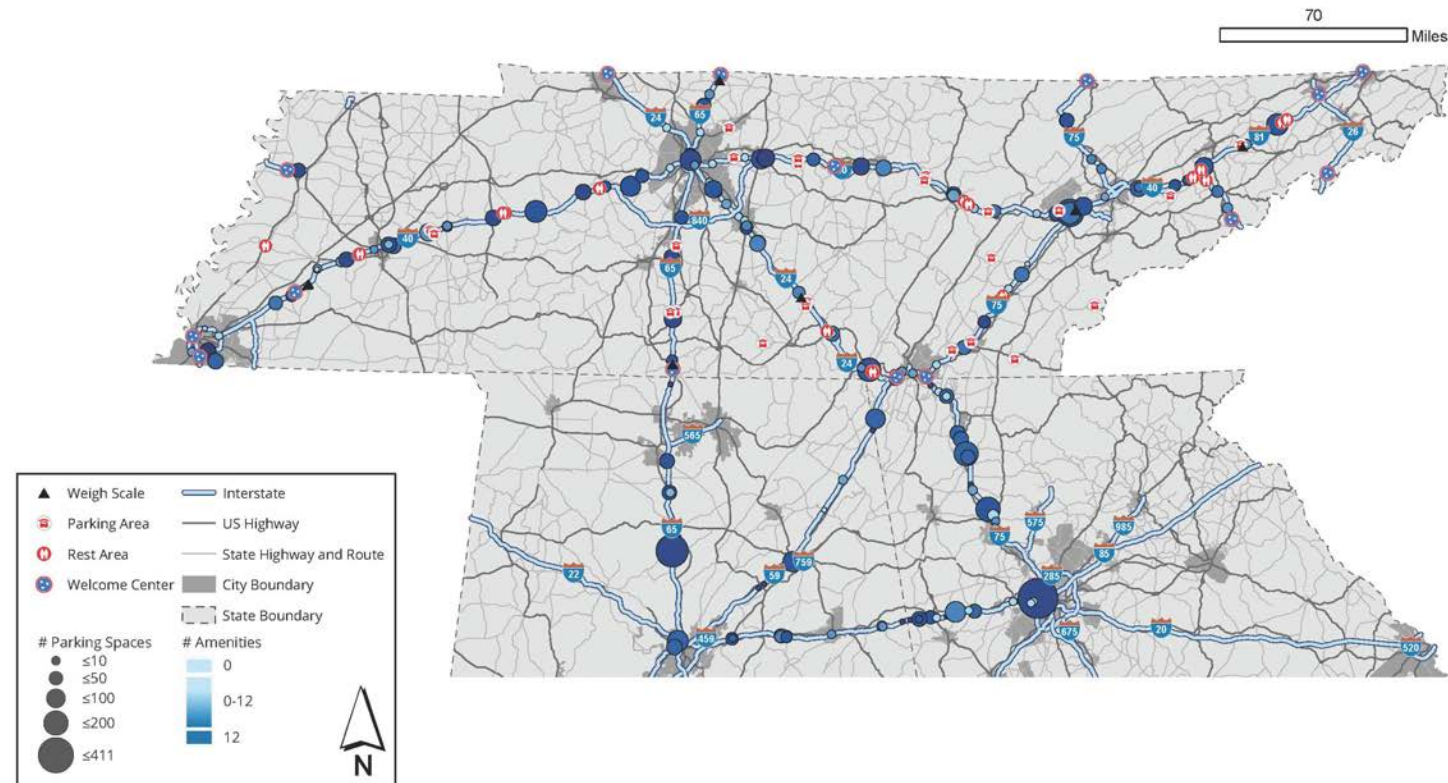 70
Miles
24
65
75
81
26
40
40
840
65
24
75
24
565
65
22
59
759
459
75
575
985
85
285
675
20
520
Weigh Scale
Interstate
Parking Area
US Highway
Rest Area
State Highway and Route
Welcome Center
City Boundary
State Boundary
# Parking Spaces
# Amenities
≤10
≤50
≤100
≤200
≤411
0
0-12
12
N